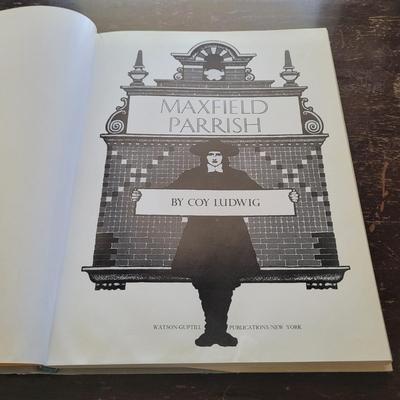 MAXFIELD
PARRISH
BY COY LUDWIG
WATSON-GUPTILL PUBLICATIONS/NEW YORK